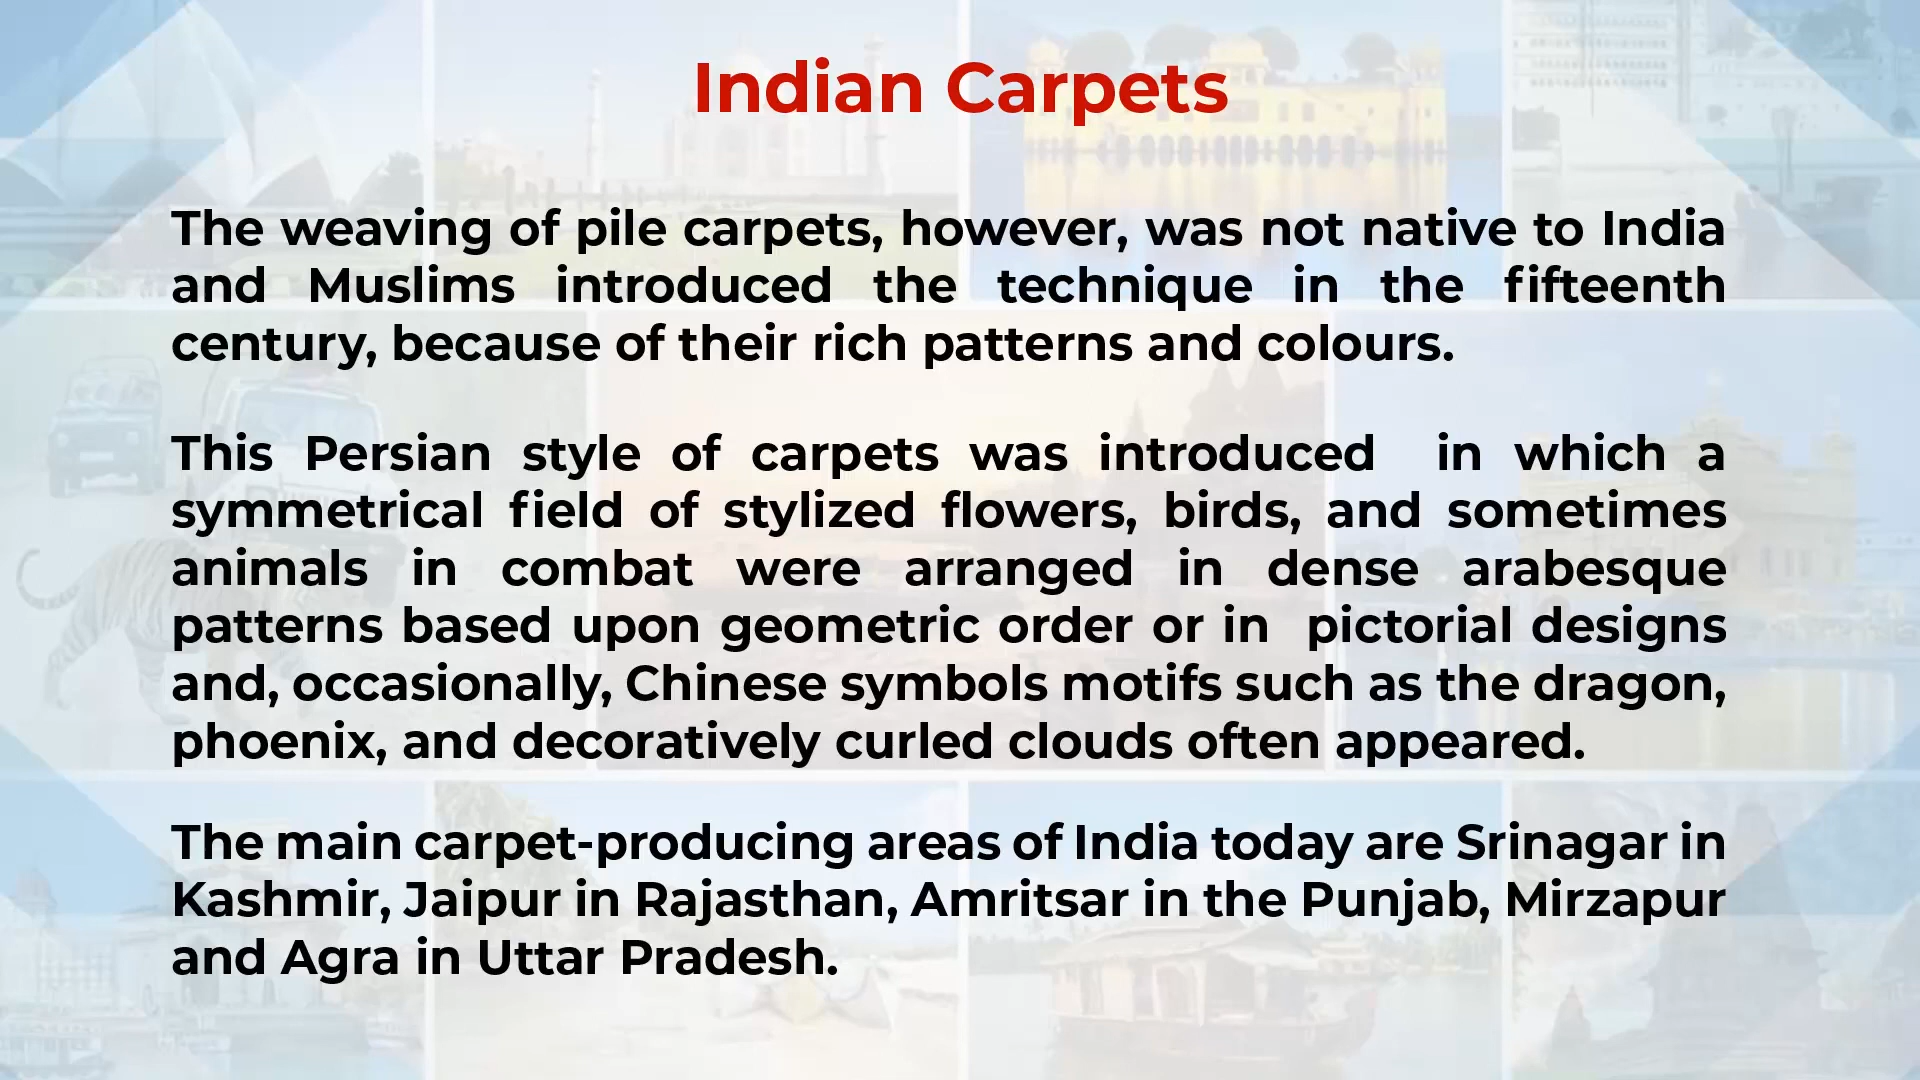 Indian Carpets
The weaving of pile carpets, however, was not native to India
and Muslims introduced the technique in the fifteenth
century, because of their rich patterns and colours.
This Persian style of carpets was introduced in which a
symmetrical field of stylized flowers, birds, and sometimes
animals in combat were arranged in dense arabesque
patterns based upon geometric order or in pictorial designs
and, occasionally, Chinese symbols motifs such as the dragon,
phoenix, and decoratively curled clouds often appeared.
The main carpet-producing areas of India today are Srinagar in
Kashmir, Jaipur in Rajasthan, Amritsar in the Punjab, Mirzapur
and Agra in Uttar Pradesh.